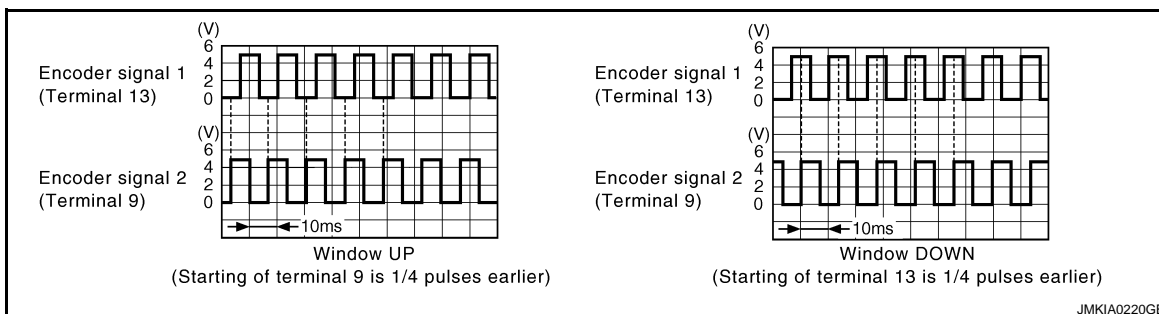 (V)
6
4
2
0
Encoder signal 1
(Terminal 13)
(V)
6
4
2
0
Encoder signal 2
(Terminal 9)
10ms
Window UP
(Starting of terminal 9 is 1/4 pulses earlier)
(V)
6
4
2
0
Encoder signal 1
(Terminal 13)
(V)
6
4
2
0
Encoder signal 2
(Terminal 9)
10ms
Window DOWN
(Starting of terminal 13 is 1/4 pulses earlier)
JMKIA0220GB